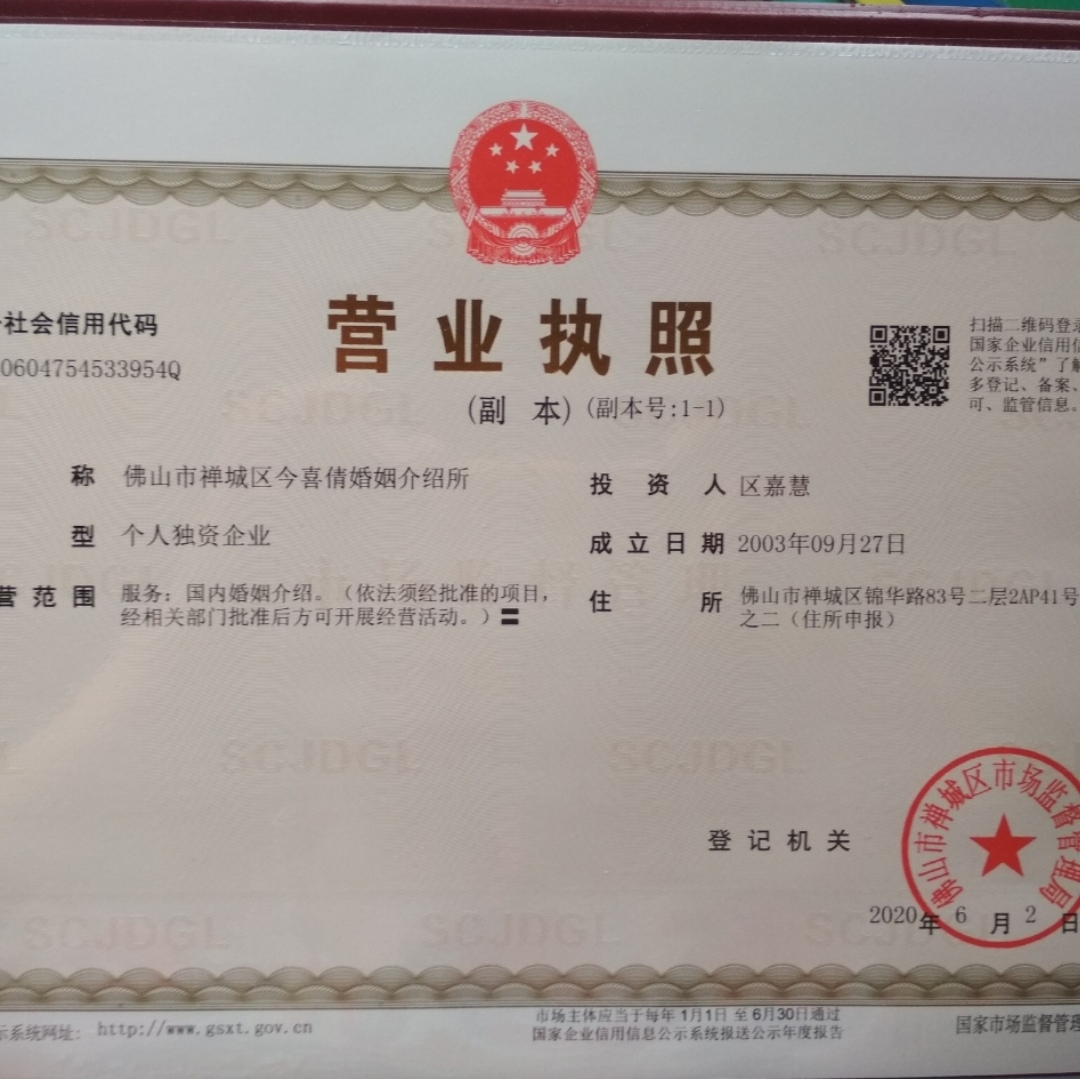 营业执照
(副 本)(副本号:1-1)
社会信用代码
0604754533954Q
扫描二维码登录
国家企业信用信
公示系统”了解
多登记、备案、
可、监管信息。
称 佛山市禅城区今喜倩婚姻介绍所
型 个人独资企业
营范围 服务：国内婚姻介绍。（依法须经批准的项目，
经相关部门批准后方可开展经营活动。）〓
投资人 区嘉慧
成立日期 2003年09月27日
住所 佛山市禅城区锦华路83号二层2AP41号
之二（住所申报）
登记机关
佛山市禅城区市场监督管理局
2020年 6 月 2 日
示系统网址： http://www.gsxt.gov.cn
市场主体应当于每年 1月1日 至 6月30日通过
国家企业信用信息公示系统报送公示年度报告
国家市场监督管理
SCJDGL